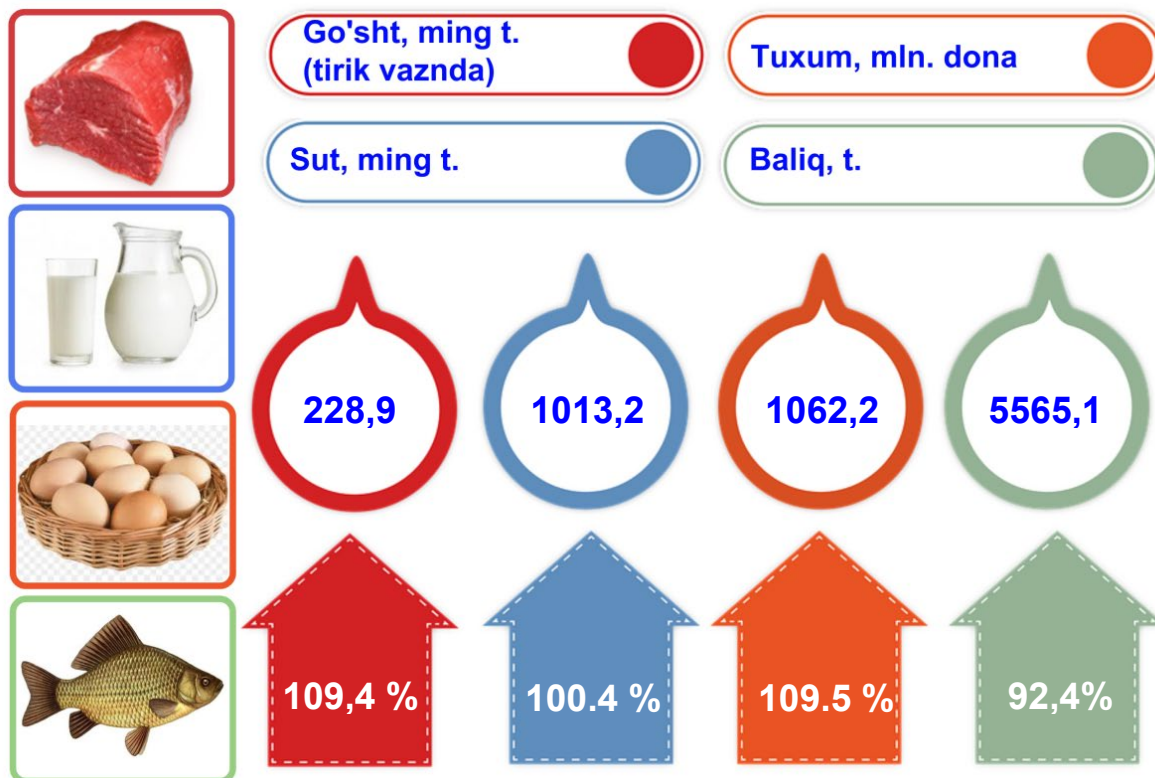 Go'sht, ming t.
(tirik vaznda)
Tuxum, mln. dona
Sut, ming t.
Baliq, t.
228,9
1013,2
1062,2
5565,1
109,4 %
100.4 %
109.5 %
92,4%